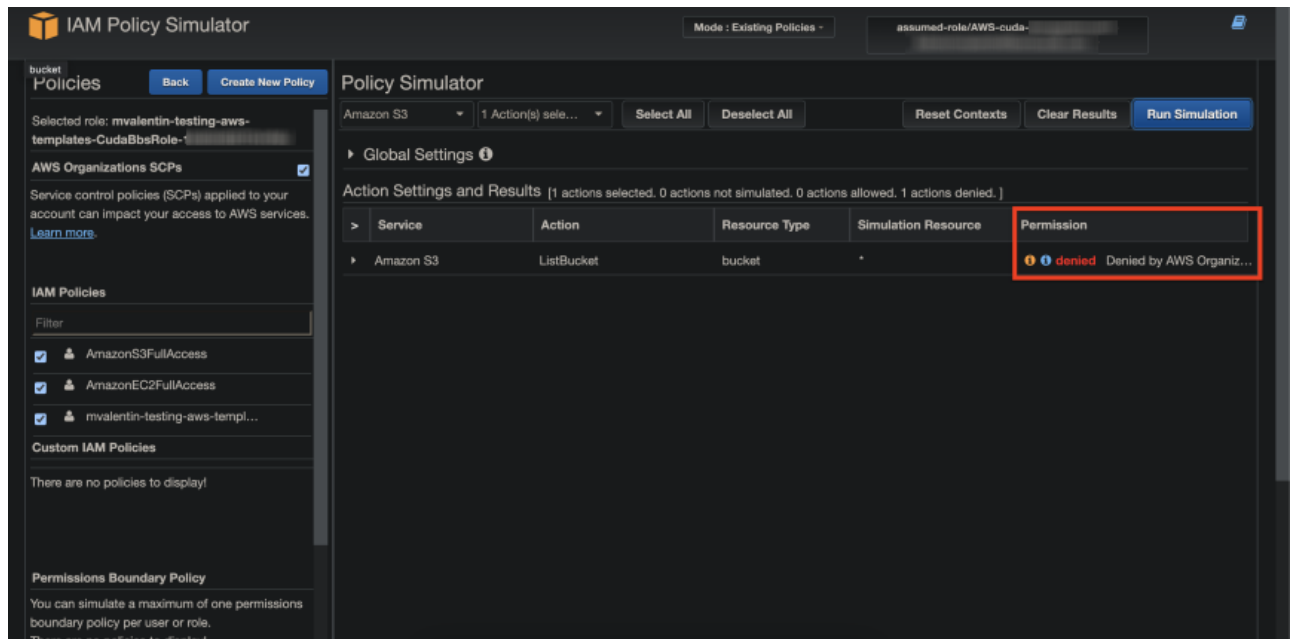 IAM Policy Simulator
Mode : Existing Policies -
assumed-role/AWS-cuda-
bucket
Policies
Back
Create New Policy
Selected role: mvalentin-testing-aws-
templates-CudaBbsRole-
AWS Organizations SCPs
Service control policies (SCPs) applied to your
account can impact your access to AWS services.
Learn more.
IAM Policies
Filter
AmazonS3FullAccess
AmazonEC2FullAccess
mvalentin-testing-aws-templ...
Custom IAM Policies
There are no policies to display!
Permissions Boundary Policy
You can simulate a maximum of one permissions
boundary policy per user or role.
There are no policies to display!
Policy Simulator
Amazon S3
1 Action(s) sele...
Select All
Deselect All
Reset Contexts
Clear Results
Run Simulation
Global Settings
Action Settings and Results [1 actions selected. 0 actions not simulated. 0 actions allowed. 1 actions denied. ]
> Service Action Resource Type Simulation Resource Permission
Amazon S3 ListBucket bucket * denied Denied by AWS Organiz...